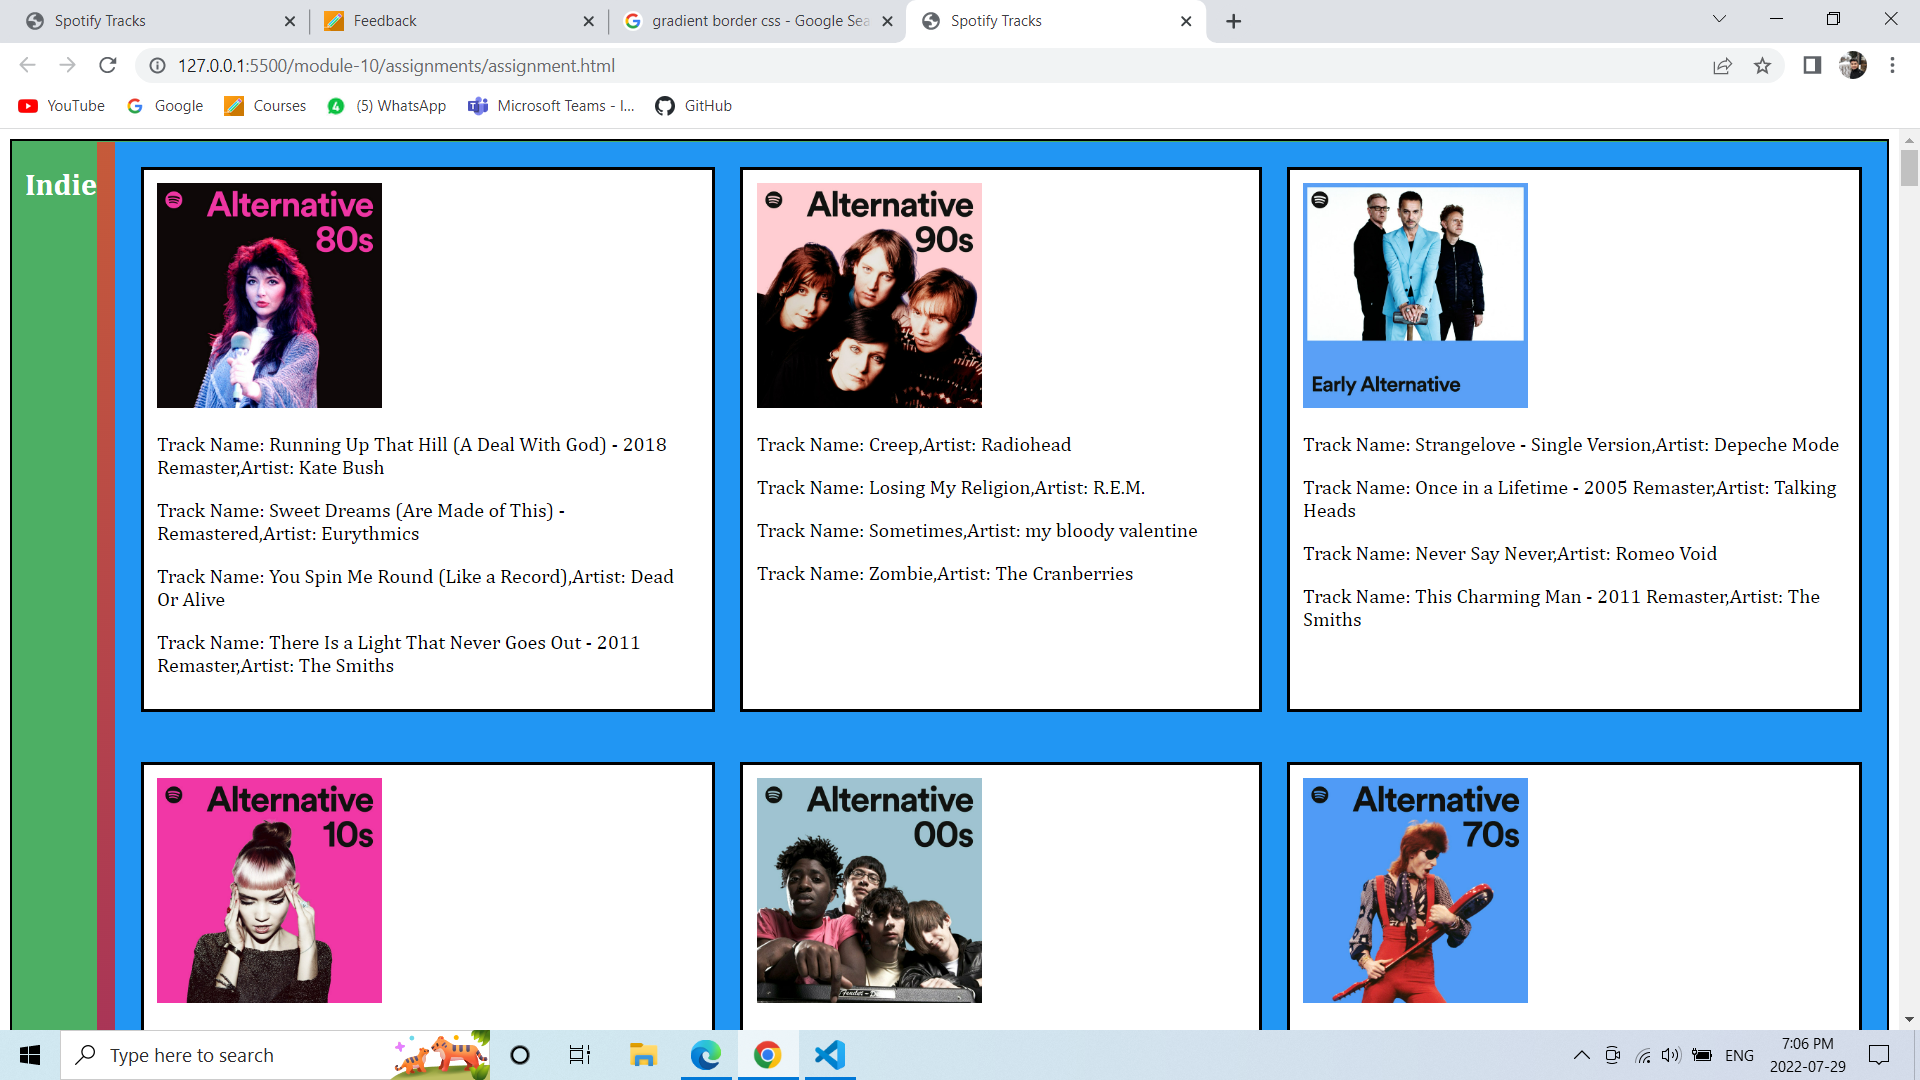 Spotify Tracks
Feedback
gradient border css - Google Sea
Spotify Tracks
127.0.0.1:5500/module-10/assignments/assignment.html
YouTube
Google
Courses
4
(5) WhatsApp
Microsoft Teams - l...
GitHub
Indie
Alternative
80s
Alternative
90s
Early Alternative
Track Name: Running Up That Hill (A Deal With God) - 2018
Remaster,Artist: Kate Bush
Track Name: Sweet Dreams (Are Made of This) -
Remastered,Artist: Eurythmics
Track Name: You Spin Me Round (Like a Record),Artist: Dead
Or Alive
Track Name: There Is a Light That Never Goes Out - 2011
Remaster,Artist: The Smiths
Track Name: Creep,Artist: Radiohead
Track Name: Losing My Religion,Artist: R.E.M.
Track Name: Sometimes,Artist: my bloody valentine
Track Name: Zombie,Artist: The Cranberries
Track Name: Strangelove - Single Version,Artist: Depeche Mode
Track Name: Once in a Lifetime - 2005 Remaster,Artist: Talking
Heads
Track Name: Never Say Never,Artist: Romeo Void
Track Name: This Charming Man - 2011 Remaster,Artist: The
Smiths
Alternative
10s
Alternative
00s
Alternative
70s
Type here to search
ENG
7:06 PM
2022-07-29